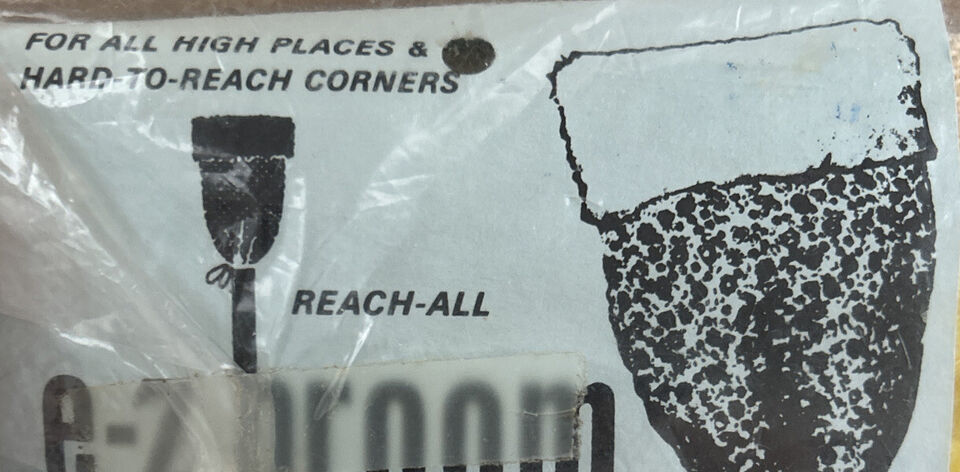 FOR ALL HIGH PLACES &
HARD-TO-REACH CORNERS
REACH-ALL